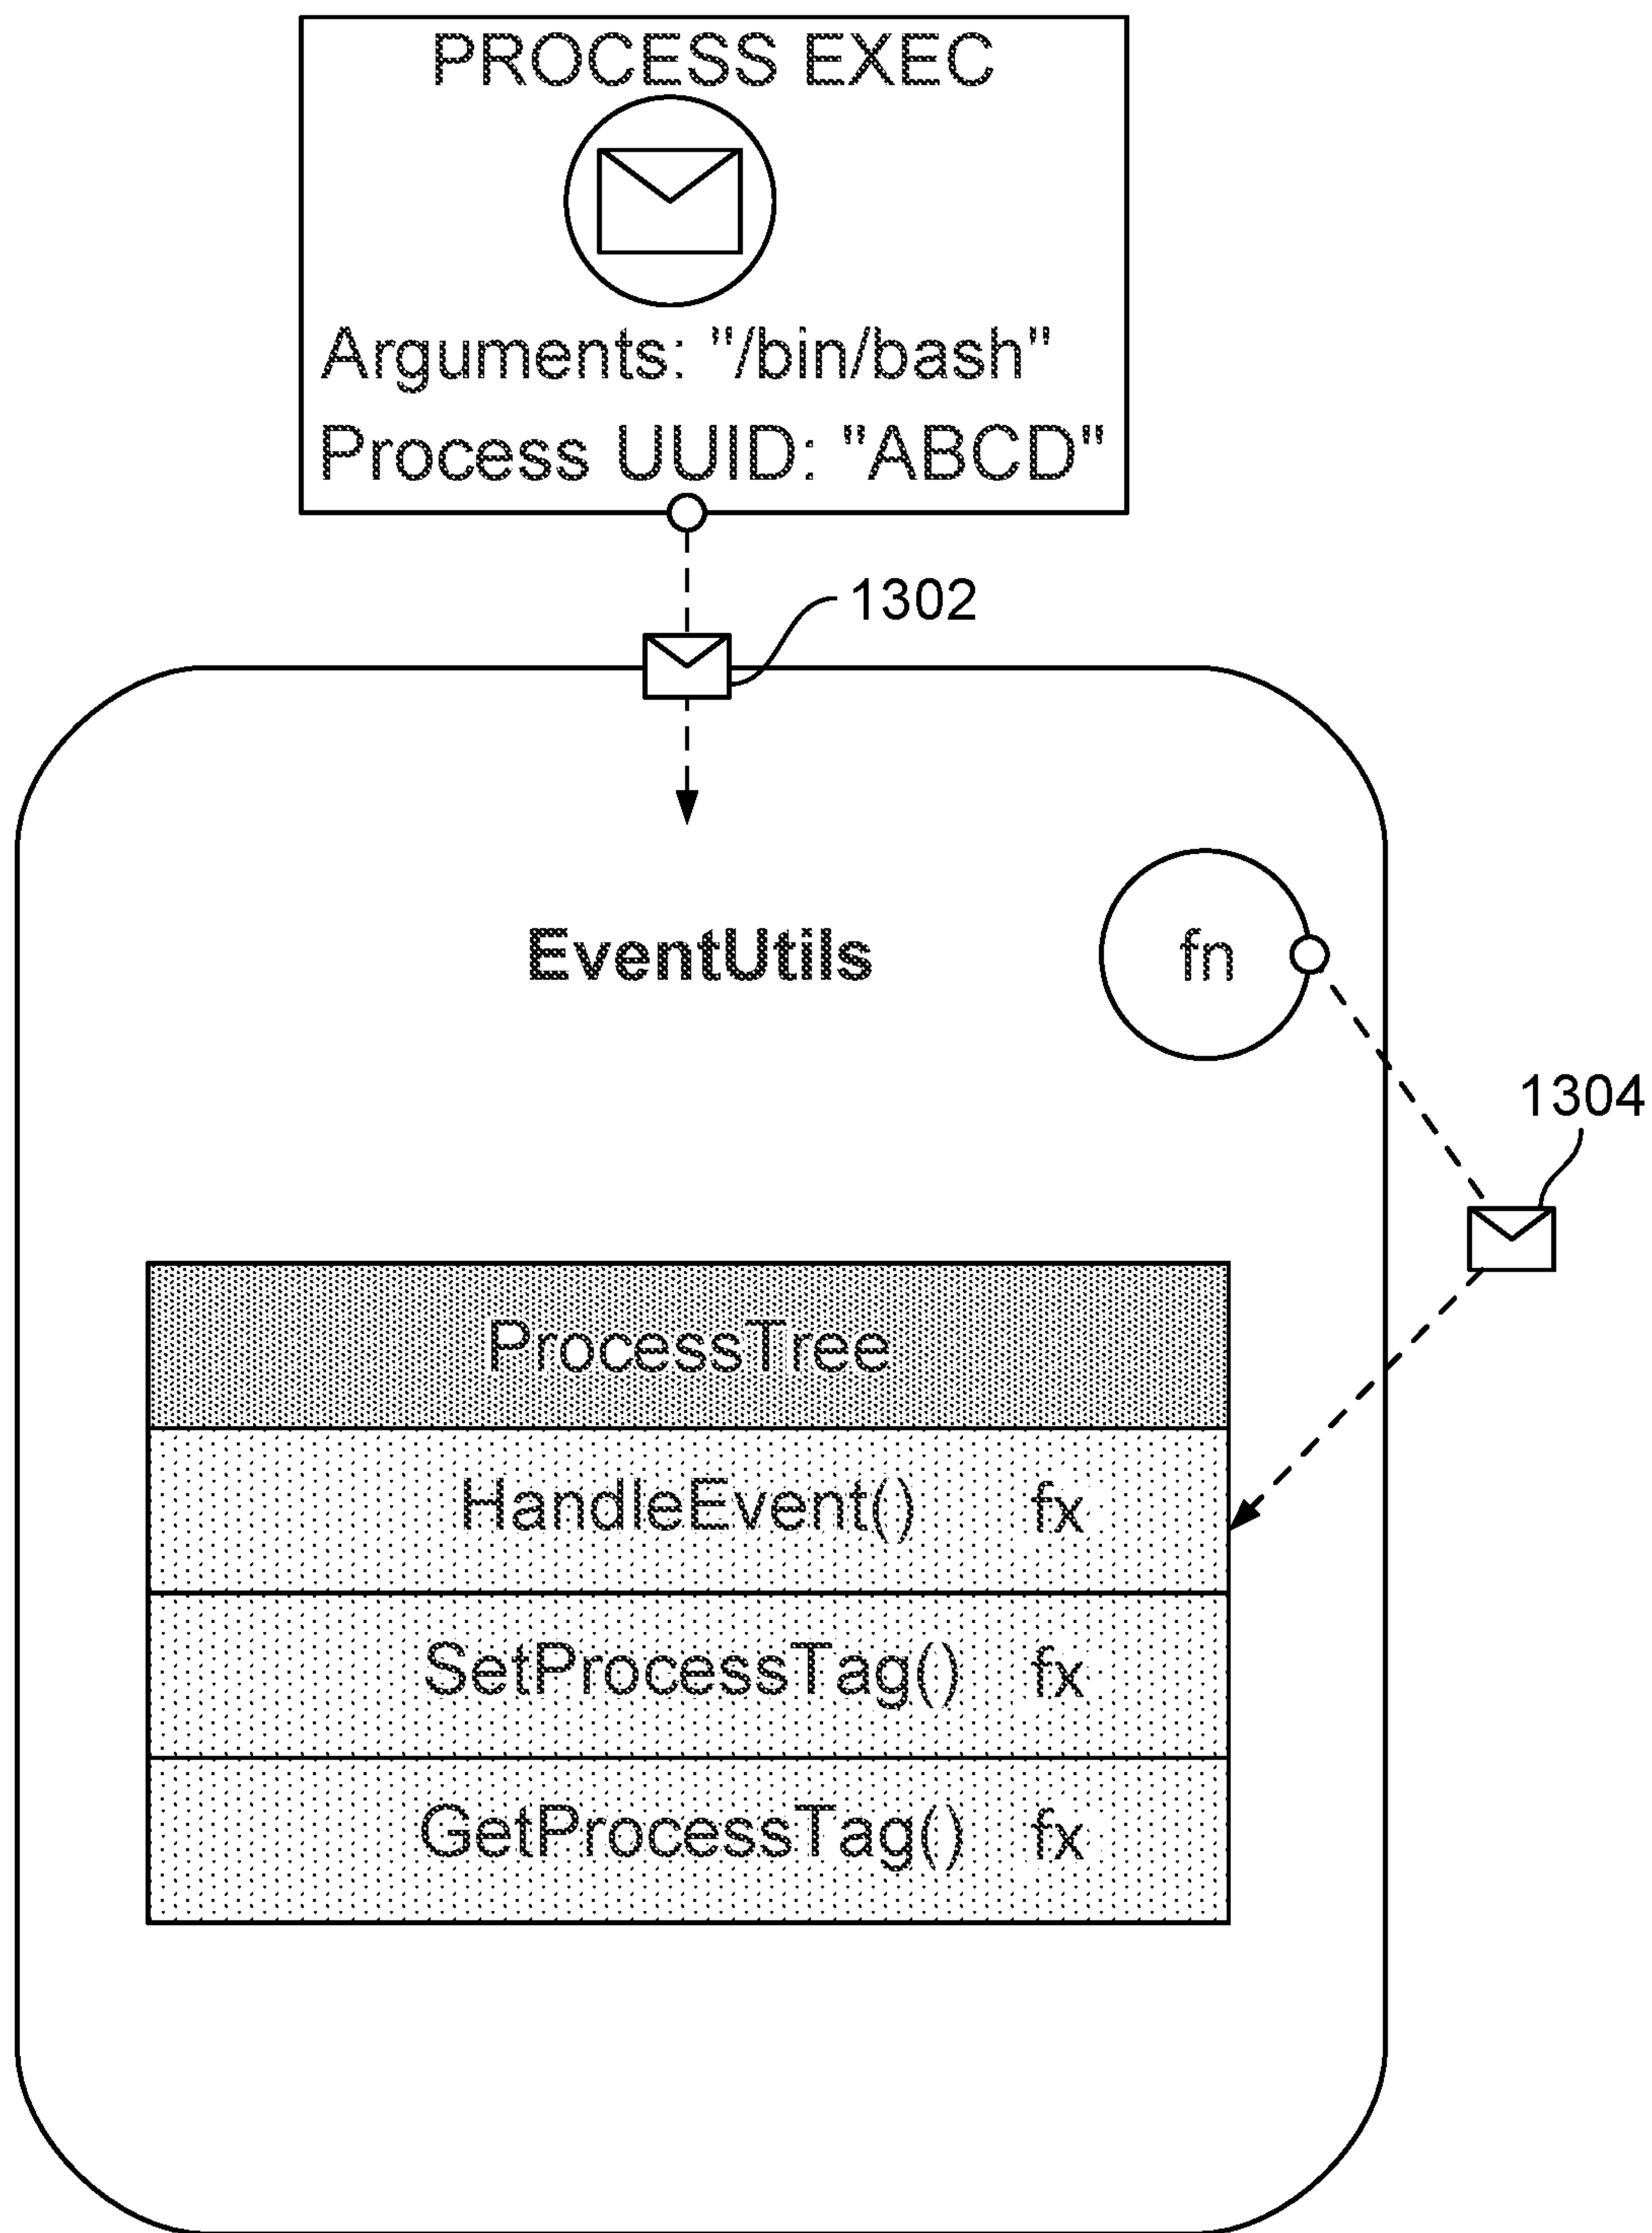 PROCESS EXEC
Arguments: "/bin/bash"
Process UUID: "ABCD"
1302
EventUtils
fn
1304
ProcessTree
HandleEvent() fx
SetProcessTag() fx
GetProcessTag() fx